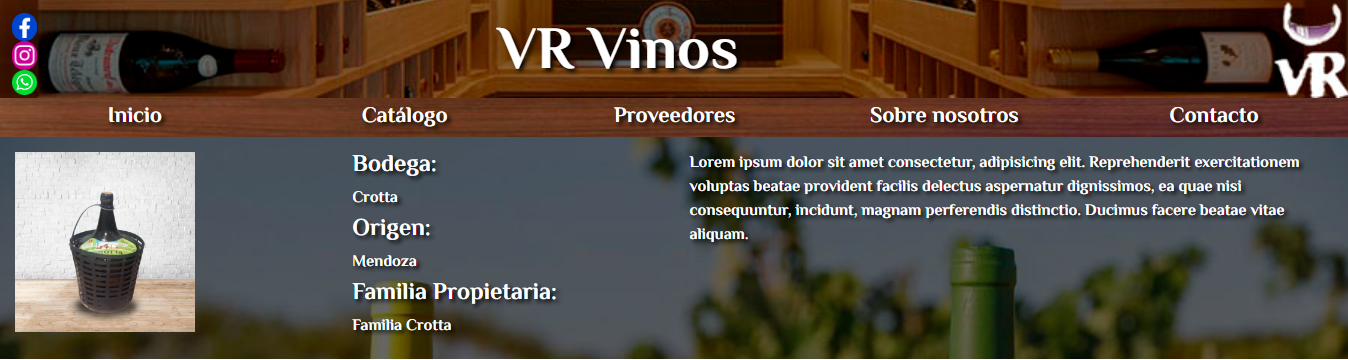 VR Vinos
VR
Inicio
Catálogo
Proveedores
Sobre nosotros
Contacto
Bodega:
Crotta
Origen:
Mendoza
Familia Propietaria:
Familia Crotta
Lorem ipsum dolor sit amet consectetur, adipisicing elit. Reprehenderit exercitationem
voluptas beatae provident facilis delectus aspernatur dignissimos, ea quae nisi
consequuntur, incidunt, magnam perferendis distinctio. Ducimus facere beatae vitae
aliquam.